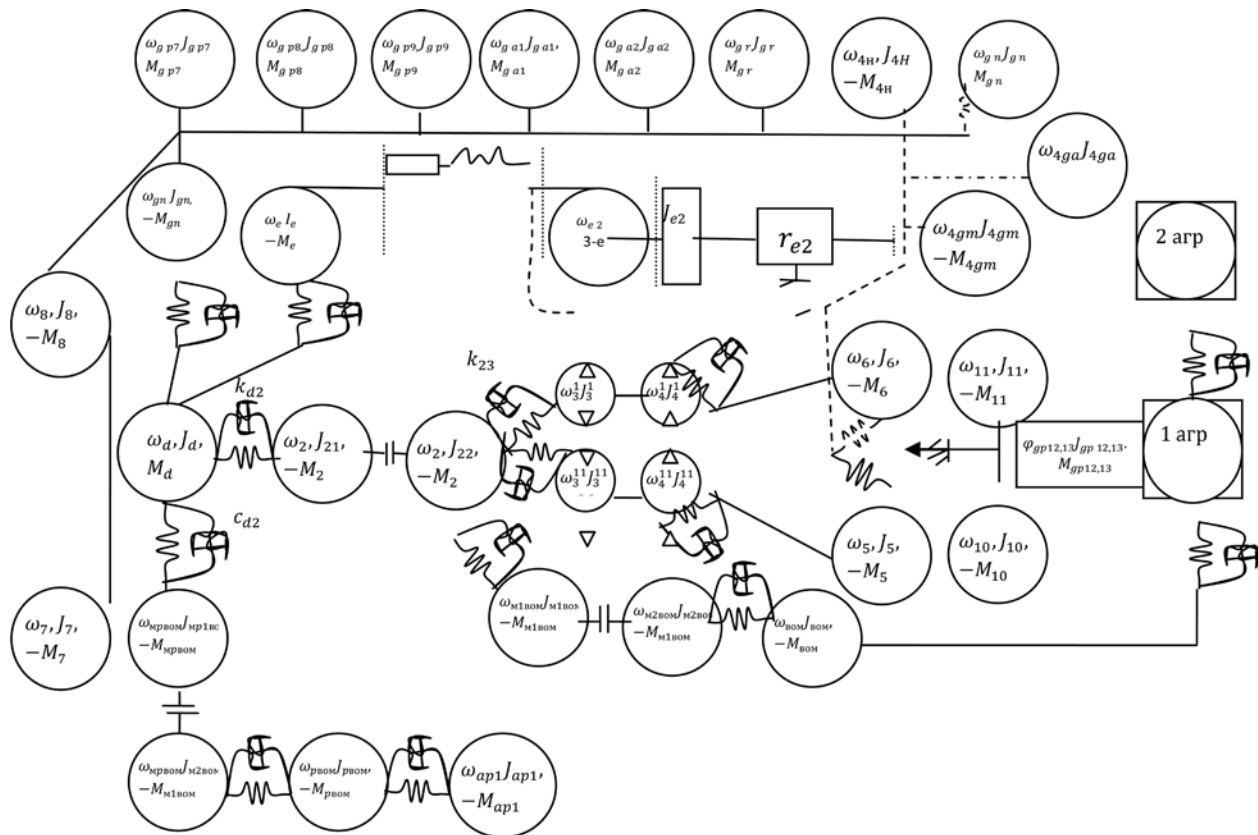 ω_{g p7} J_{g p7}
M_{g p7}
ω_{g p8}, J_{g p8}
M_{g p8}
ω_{g p9}, J_{g p9}
M_{g p9}
ω_{g a1} J_{g a1},
M_{g a1}
ω_{g a2} J_{g a2}
M_{g a2}
ω_{g r} J_{g r}
M_{g r}
ω_{4н}, J_{4H}
−M_{4н}
ω_{g n} J_{g n}
M_{g n}
ω_{4ga} J_{4ga}
ω_{gn} J_{gn,}
−M_{gn}
ω_e I_e
−M_e
ω_{e 2}
3-е
J_{e2}
r_{e2}
ω_{4gm} J_{4gm}
−M_{4gm}
2 агр
ω_8, J_8,
−M_8
k_{d2}
k_{23}
ω_3^1 J_3^1
ω_4^1 J_4^1
ω_6, J_6,
−M_6
ω_{11}, J_{11},
−M_{11}
ω_d, J_d,
M_d
ω_2, J_{21},
−M_2
ω_2, J_{22},
−M_2
ω_3^{11} J_3^{11}
ω_4^{11} J_4^{11}
φ_{gp12,13} J_{gp 12,13}.
M_{gp12,13}
1 агр
c_{d2}
ω_5, J_5,
−M_5
ω_{10}, J_{10},
−M_{10}
ω_7, J_7,
−M_7
ω_{мрвом} J_{мр1вс}
−M_{мрвом}
ω_{м1вом} J_{м1вом}
−M_{м1вом}
ω_{м2вом} J_{м2вом}
−M_{м1вом}
ω_{вом} J_{вом},
−M_{вом}
ω_{мрвом} J_{м2вом}
−M_{м1вом}
ω_{рвом} J_{рвом},
−M_{рвом}
ω_{ap1} J_{ap1},
−M_{ap1}